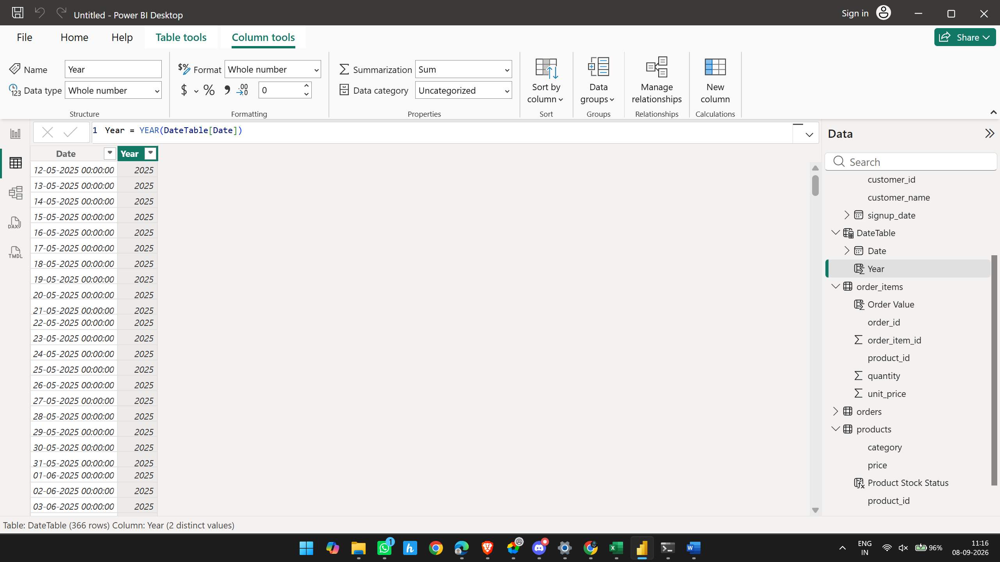 Untitled - Power BI Desktop
Sign in
File
Home
Help
Table tools
Column tools
Share
Name
Year
Format
Whole number
Summarization
Sum
Sort by
column
Data
groups
Manage
relationships
New
column
Data type
Whole number
$
%
,
.00
.0
0
Data category
Uncategorized
Structure
Formatting
Properties
Sort
Groups
Relationships
Calculations
1 Year = YEAR(DateTable[Date])
Date
Year
12-05-2025 00:00:00 2025
13-05-2025 00:00:00 2025
14-05-2025 00:00:00 2025
15-05-2025 00:00:00 2025
16-05-2025 00:00:00 2025
17-05-2025 00:00:00 2025
18-05-2025 00:00:00 2025
19-05-2025 00:00:00 2025
20-05-2025 00:00:00 2025
21-05-2025 00:00:00 2025
22-05-2025 00:00:00 2025
23-05-2025 00:00:00 2025
24-05-2025 00:00:00 2025
25-05-2025 00:00:00 2025
26-05-2025 00:00:00 2025
27-05-2025 00:00:00 2025
28-05-2025 00:00:00 2025
29-05-2025 00:00:00 2025
30-05-2025 00:00:00 2025
31-05-2025 00:00:00 2025
01-06-2025 00:00:00 2025
02-06-2025 00:00:00 2025
03-06-2025 00:00:00 2025
DAX
TMDL
Data
Search
customer_id
customer_name
signup_date
DateTable
Date
Year
order_items
Order Value
order_id
order_item_id
product_id
quantity
unit_price
orders
products
category
price
Product Stock Status
product_id
Table: DateTable (366 rows) Column: Year (2 distinct values)
1
ENG
IN
96%
11:16
08-09-2026